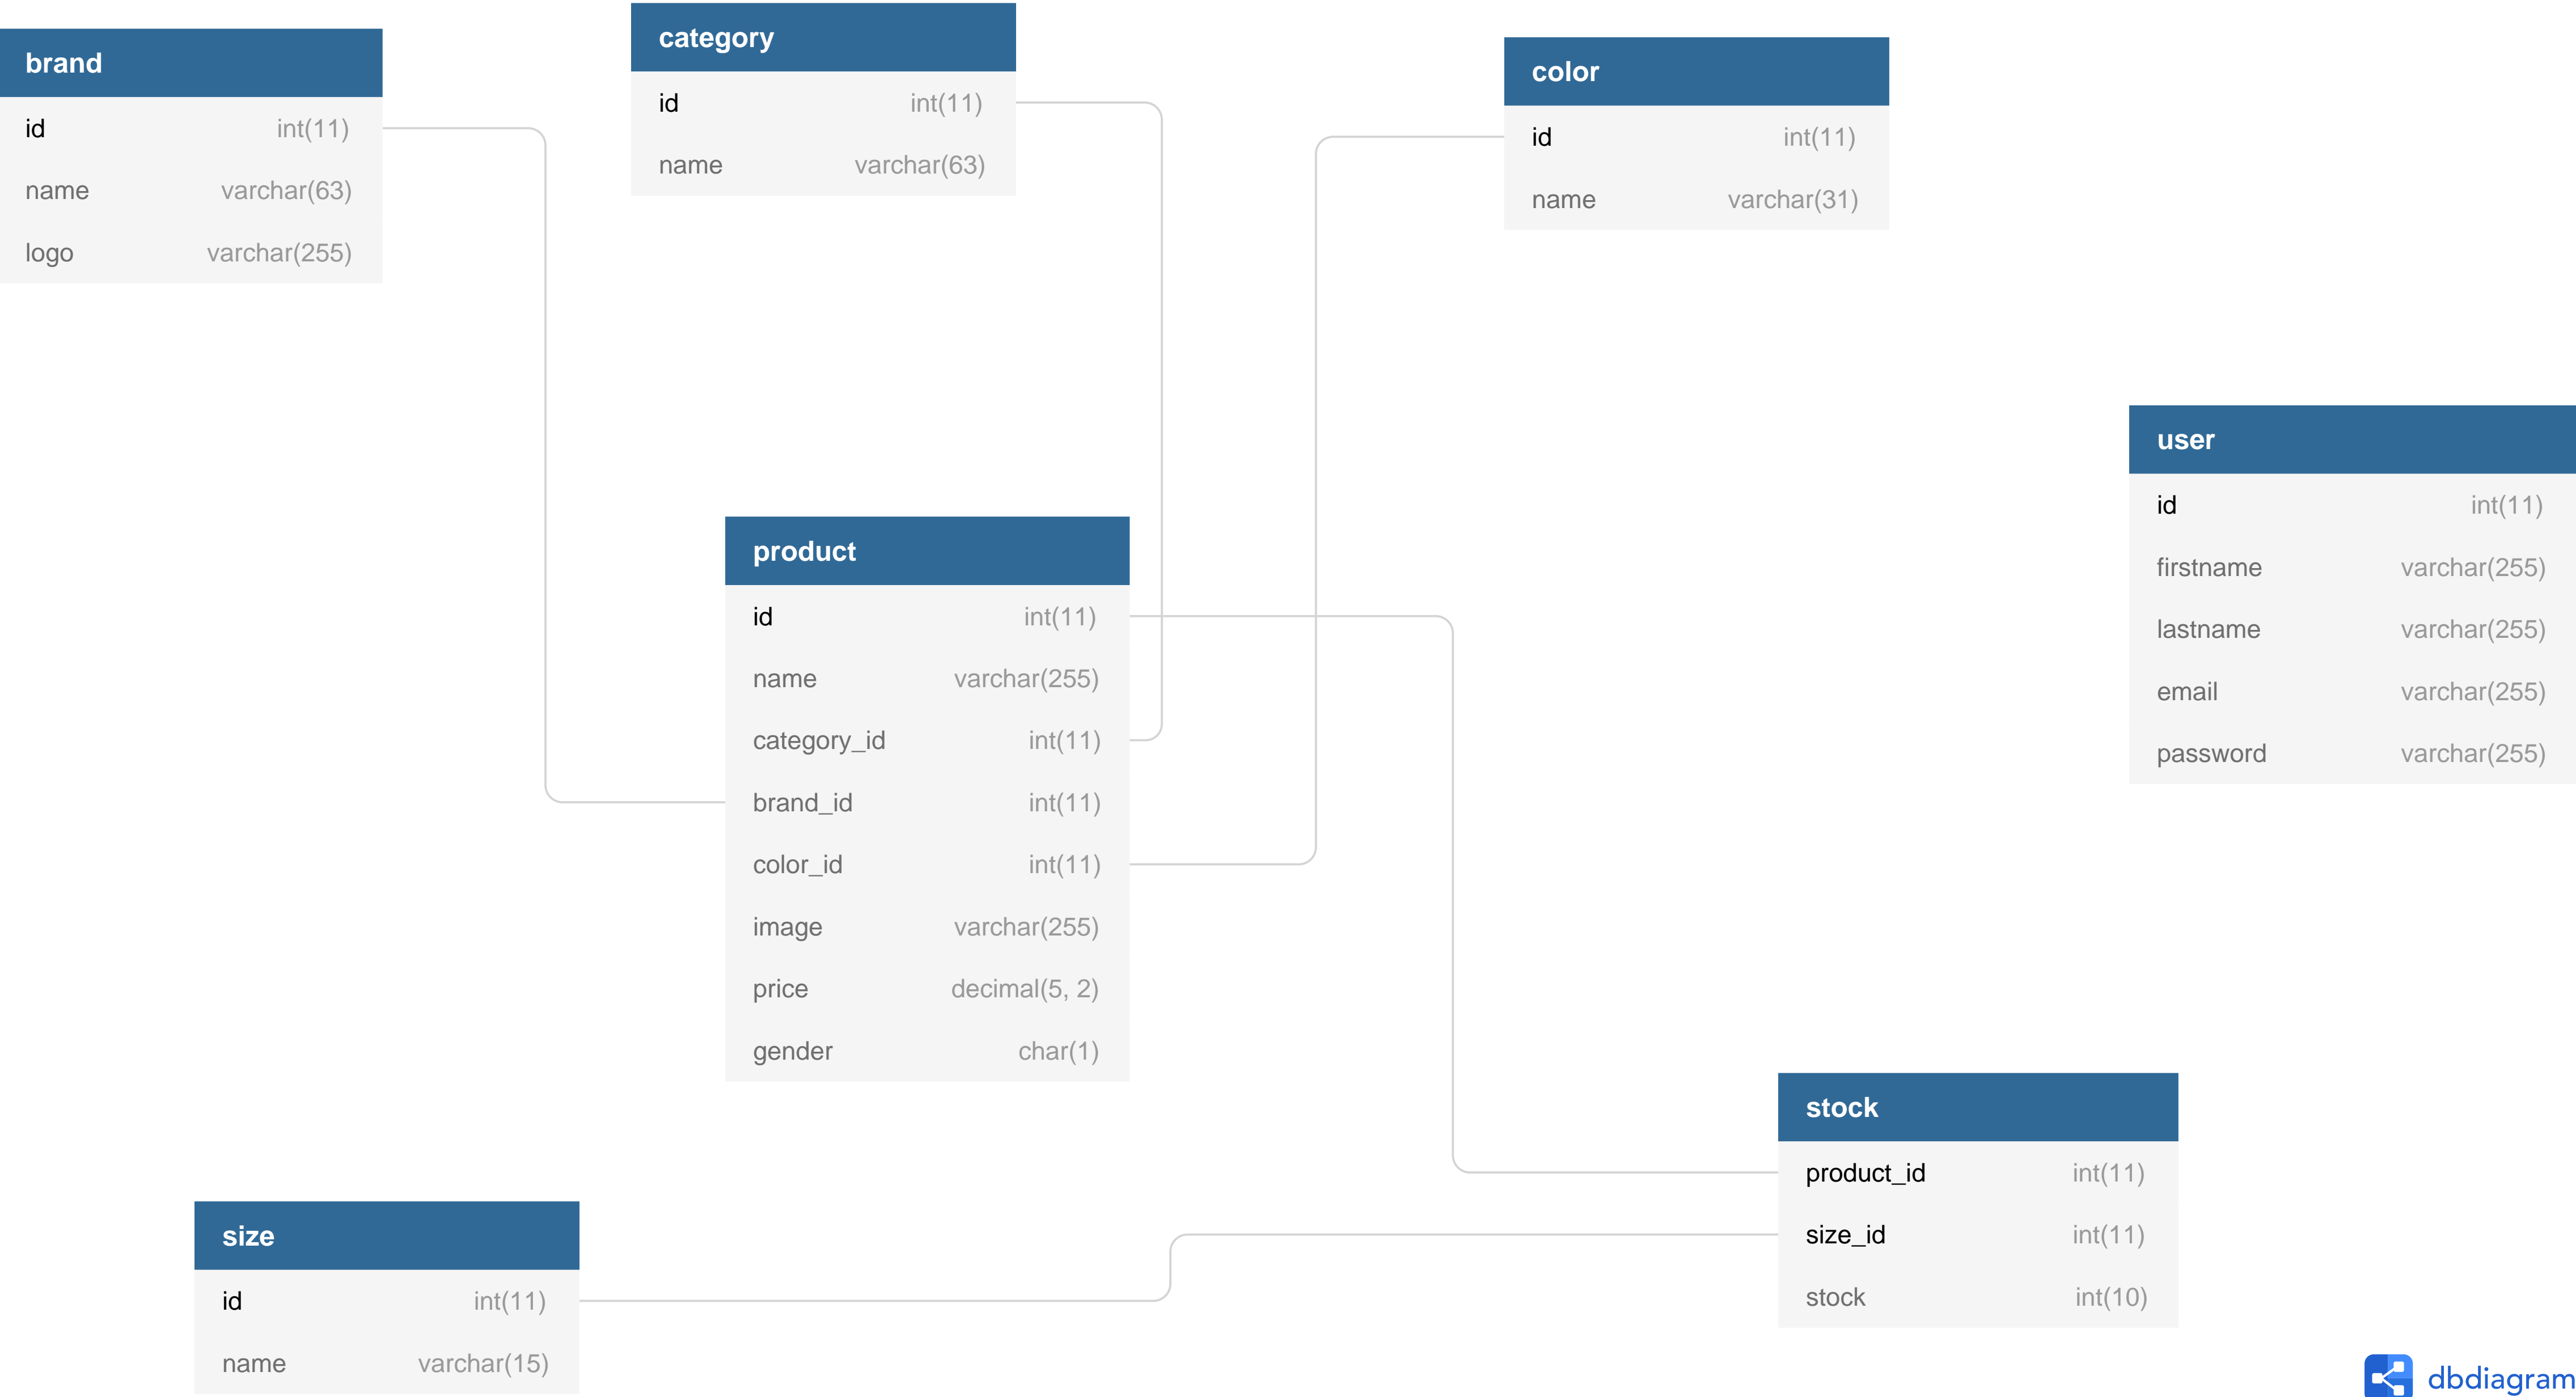 brand
id int(11)
name varchar(63)
logo varchar(255)
category
id int(11)
name varchar(63)
color
id int(11)
name varchar(31)
user
id int(11)
firstname varchar(255)
lastname varchar(255)
email varchar(255)
password varchar(255)
product
id int(11)
name varchar(255)
category_id int(11)
brand_id int(11)
color_id int(11)
image varchar(255)
price decimal(5, 2)
gender char(1)
stock
product_id int(11)
size_id int(11)
stock int(10)
size
id int(11)
name varchar(15)
dbdiagram